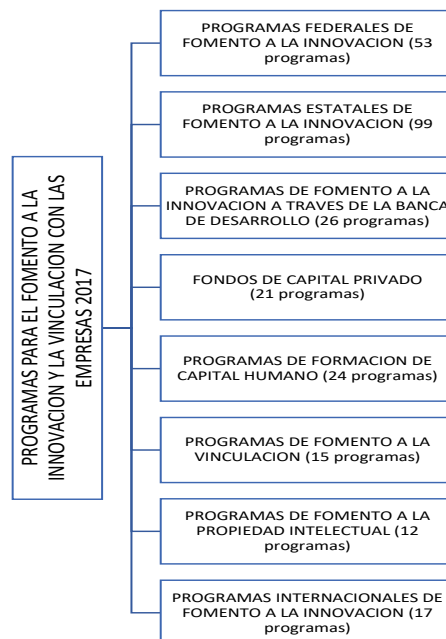 PROGRAMAS PARA EL FOMENTO A LA
INNOVACION Y LA VINCULACION CON LAS
EMPRESAS 2017
PROGRAMAS FEDERALES DE
FOMENTO A LA INNOVACION (53
programas)
PROGRAMAS ESTATALES DE
FOMENTO A LA INNOVACION (99
programas)
PROGRAMAS DE FOMENTO A LA
INNOVACION A TRAVES DE LA BANCA
DE DESARROLLO (26 programas)
FONDOS DE CAPITAL PRIVADO
(21 programas)
PROGRAMAS DE FORMACION DE
CAPITAL HUMANO (24 programas)
PROGRAMAS DE FOMENTO A LA
VINCULACION (15 programas)
PROGRAMAS DE FOMENTO A LA
PROPIEDAD INTELECTUAL (12
programas)
PROGRAMAS INTERNACIONALES DE
FOMENTO A LA INNOVACION (17
programas)